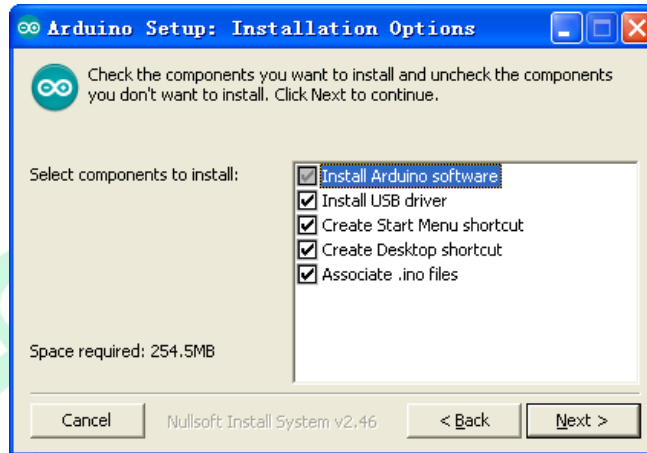 Arduino Setup: Installation Options
Check the components you want to install and uncheck the components
you don't want to install. Click Next to continue.
Select components to install:
Install Arduino software
Install USB driver
Create Start Menu shortcut
Create Desktop shortcut
Associate .ino files
Space required: 254.5MB
Cancel
Nullsoft Install System v2.46
< Back
Next >